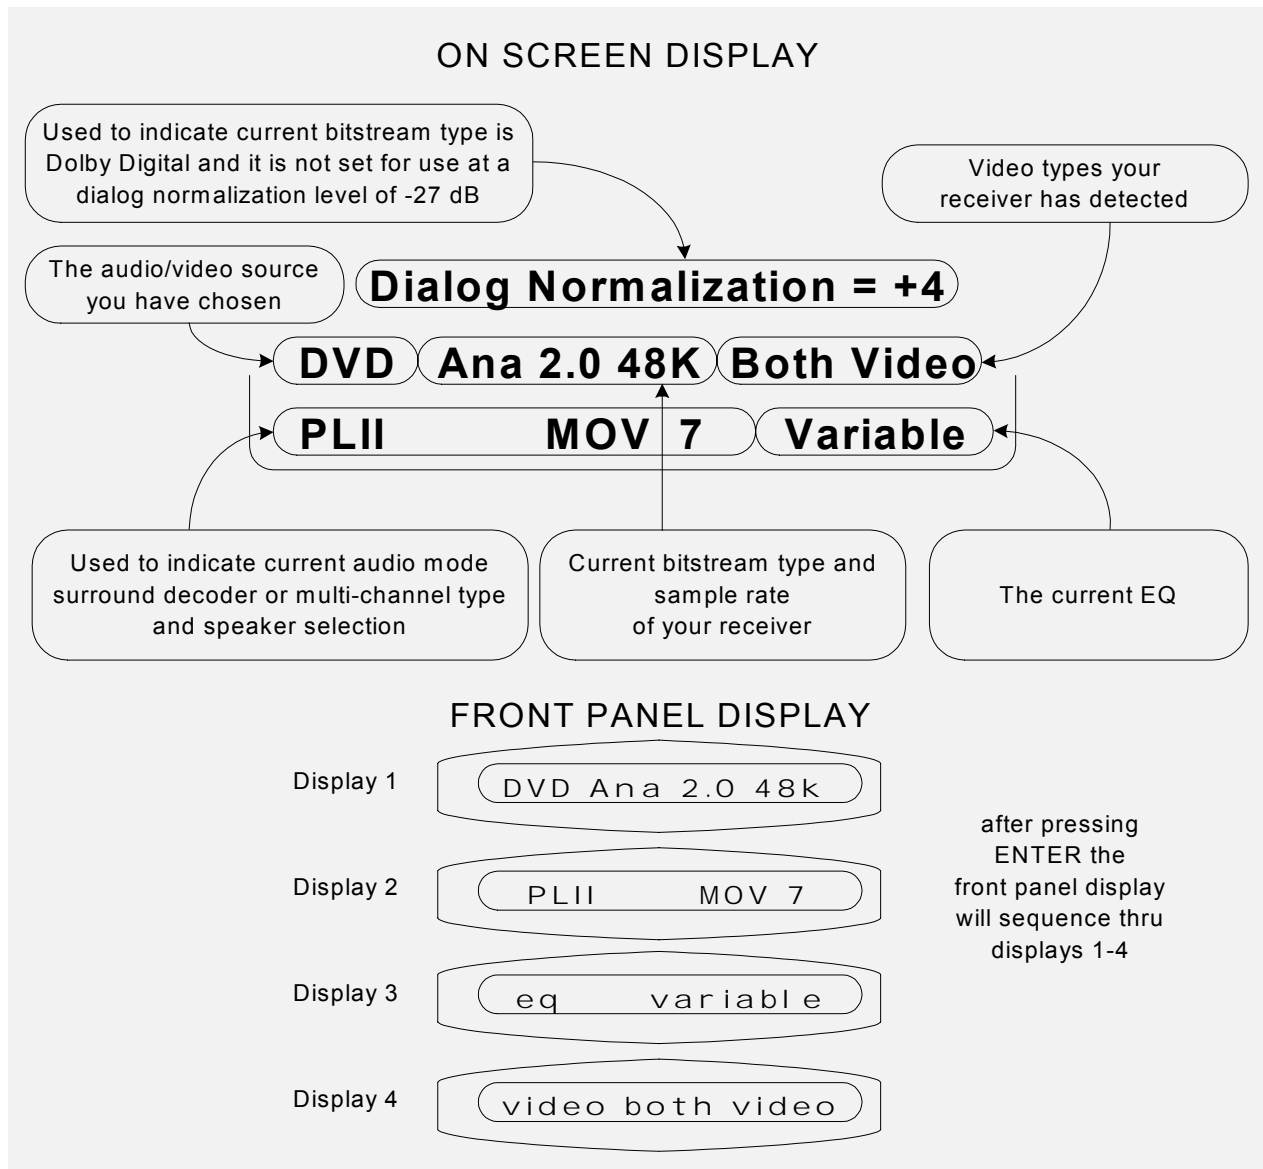 ON SCREEN DISPLAY
Used to indicate current bitstream type is
Dolby Digital and it is not set for use at a
dialog normalization level of -27 dB
Video types your
receiver has detected
The audio/video source
you have chosen
Dialog Normalization = +4
DVD Ana 2.0 48K Both Video
PLII MOV 7 Variable
Used to indicate current audio mode
surround decoder or multi-channel type
and speaker selection
Current bitstream type and
sample rate
of your receiver
The current EQ
FRONT PANEL DISPLAY
Display 1
DVD Ana 2.0 48k
Display 2
PLII MOV 7
Display 3
eq variable
Display 4
video both video
after pressing
ENTER the
front panel display
will sequence thru
displays 1-4